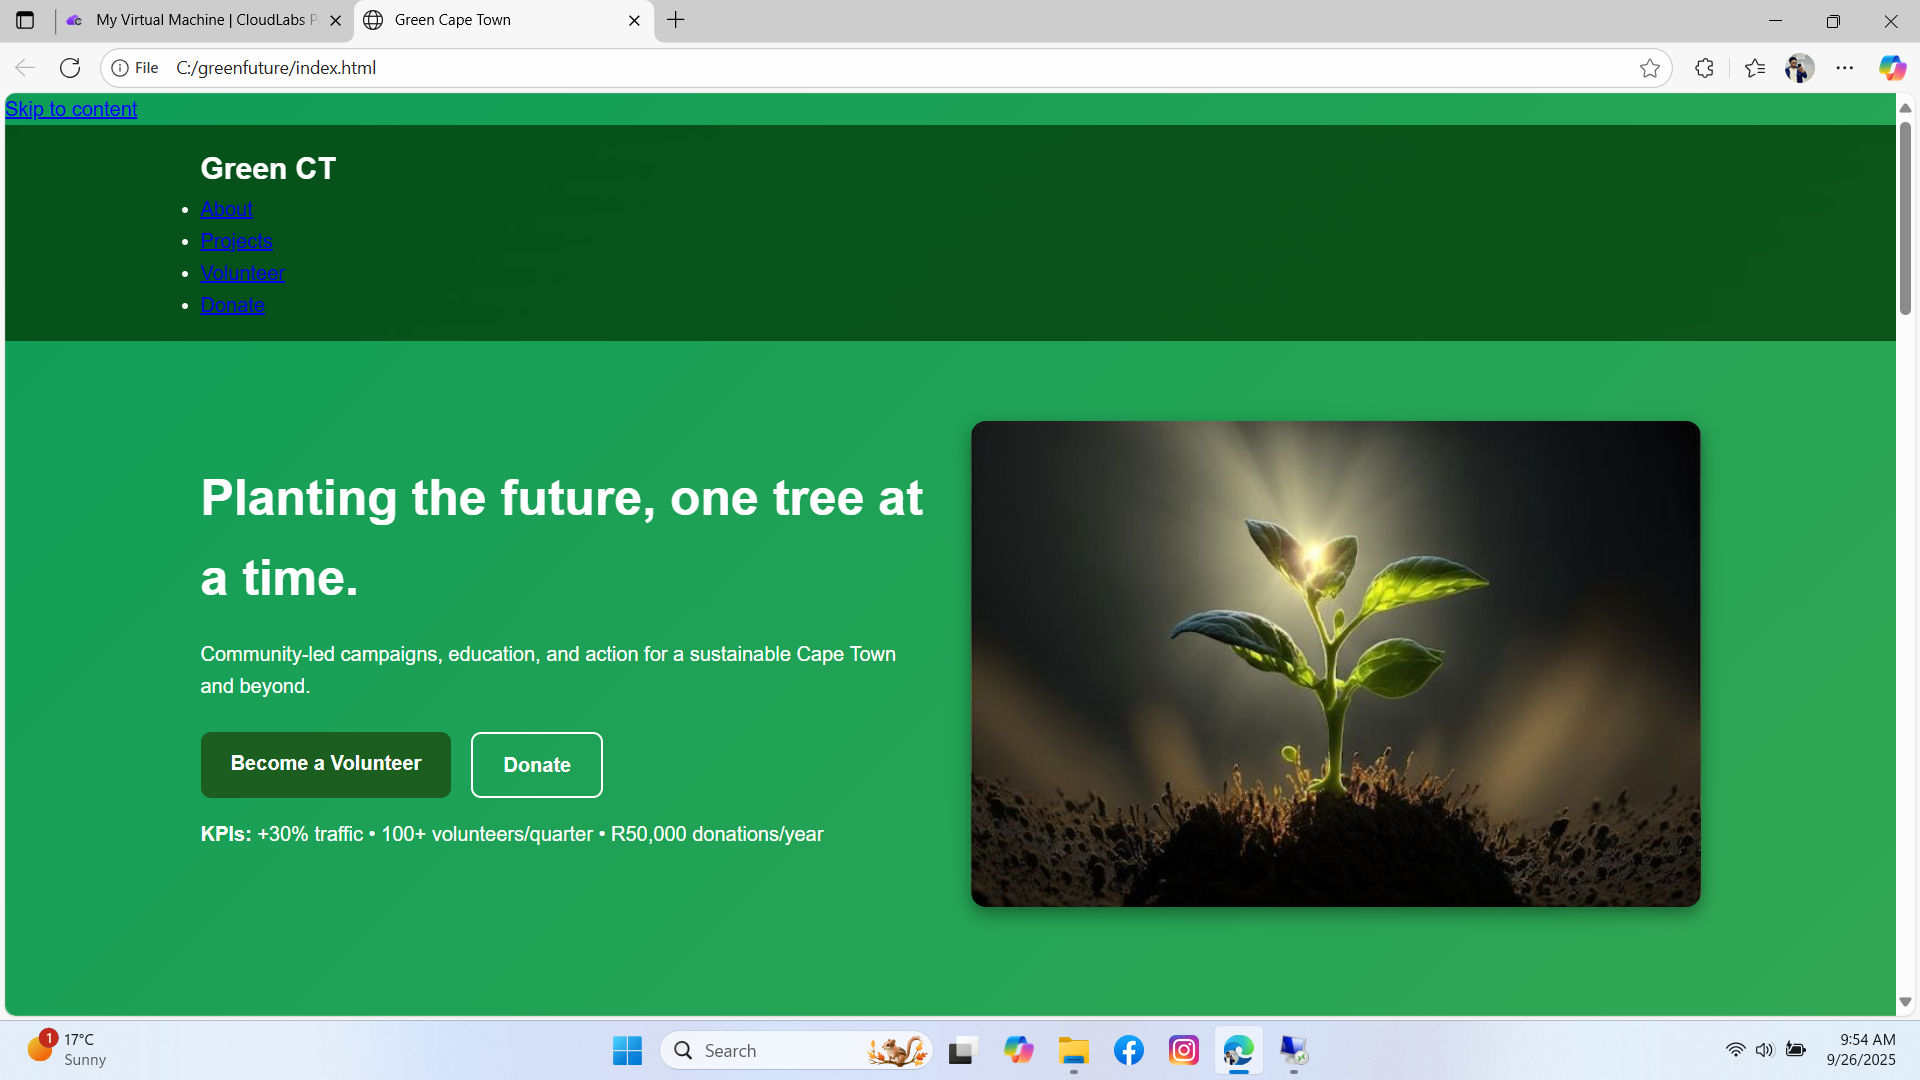 My Virtual Machine | CloudLabs P
Green Cape Town
File
C:/greenfuture/index.html
Skip to content
Green CT
• About
• Projects
• Volunteer
• Donate
Planting the future, one tree at
a time.
Community-led campaigns, education, and action for a sustainable Cape Town
and beyond.
Become a Volunteer
Donate
KPIs: +30% traffic • 100+ volunteers/quarter • R50,000 donations/year
1
17°C
Sunny
Search
9:54 AM
9/26/2025